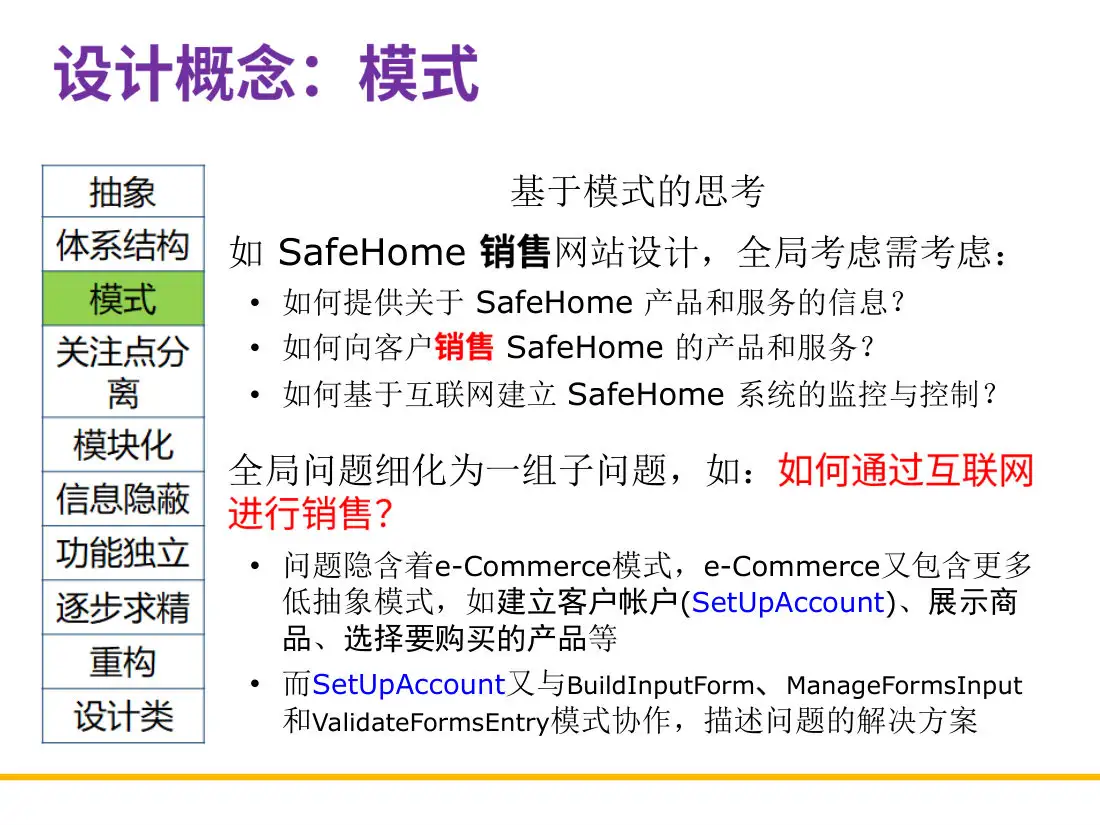 设计概念：模式
抽象
体系结构
模式
关注点分
离
模块化
信息隐蔽
功能独立
逐步求精
重构
设计类
基于模式的思考
如 SafeHome 销售网站设计，全局考虑需考虑：
• 如何提供关于 SafeHome 产品和服务的信息？
• 如何向客户销售 SafeHome 的产品和服务？
• 如何基于互联网建立 SafeHome 系统的监控与控制？
全局问题细化为一组子问题，如：如何通过互联网
进行销售？
• 问题隐含着e-Commerce模式，e-Commerce又包含更多
低抽象模式，如建立客户帐户(SetUpAccount)、展示商
品、选择要购买的产品等
• 而SetUpAccount又与BuildInputForm、ManageFormsInput
和ValidateFormsEntry模式协作，描述问题的解决方案